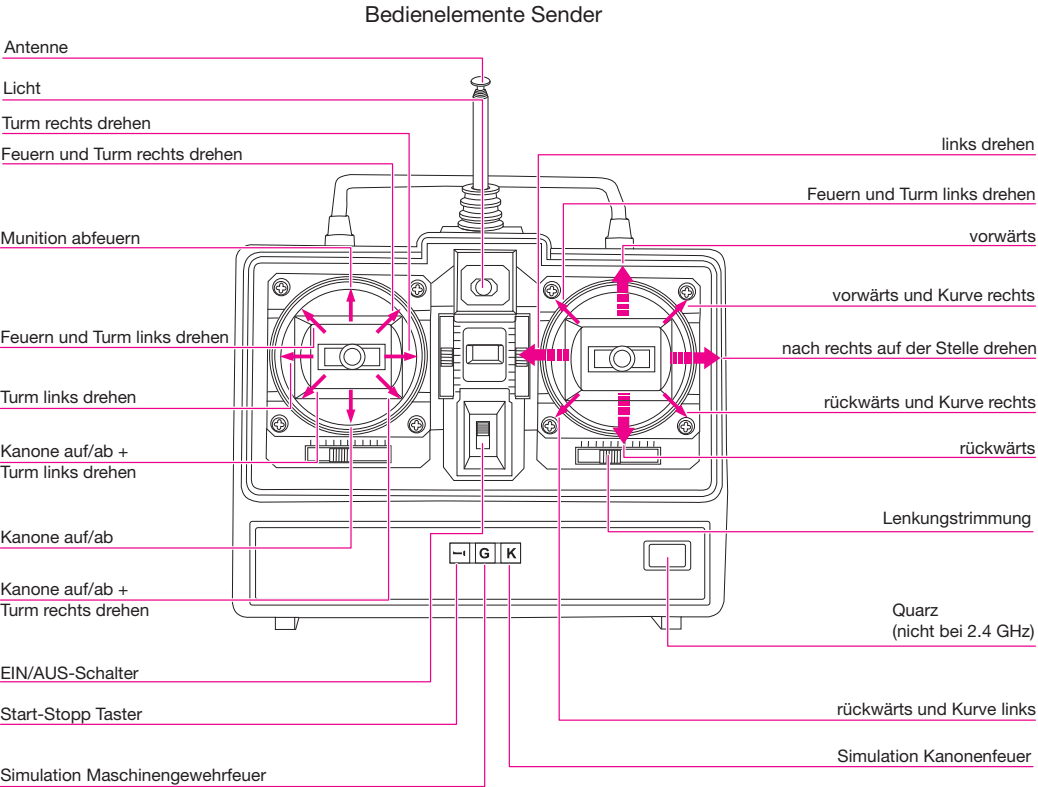 Bedienelemente Sender
Antenne
Licht
Turm rechts drehen
Feuern und Turm rechts drehen
Munition abfeuern
Feuern und Turm links drehen
Turm links drehen
Kanone auf/ab +
Turm links drehen
Kanone auf/ab
Kanone auf/ab +
Turm rechts drehen
EIN/AUS-Schalter
Start-Stopp Taster
Simulation Maschinengewehrfeuer
links drehen
Feuern und Turm links drehen
vorwärts
vorwärts und Kurve rechts
nach rechts auf der Stelle drehen
rückwärts und Kurve rechts
rückwärts
Lenkungstrimmung
Quarz
(nicht bei 2.4 GHz)
rückwärts und Kurve links
Simulation Kanonenfeuer
G K